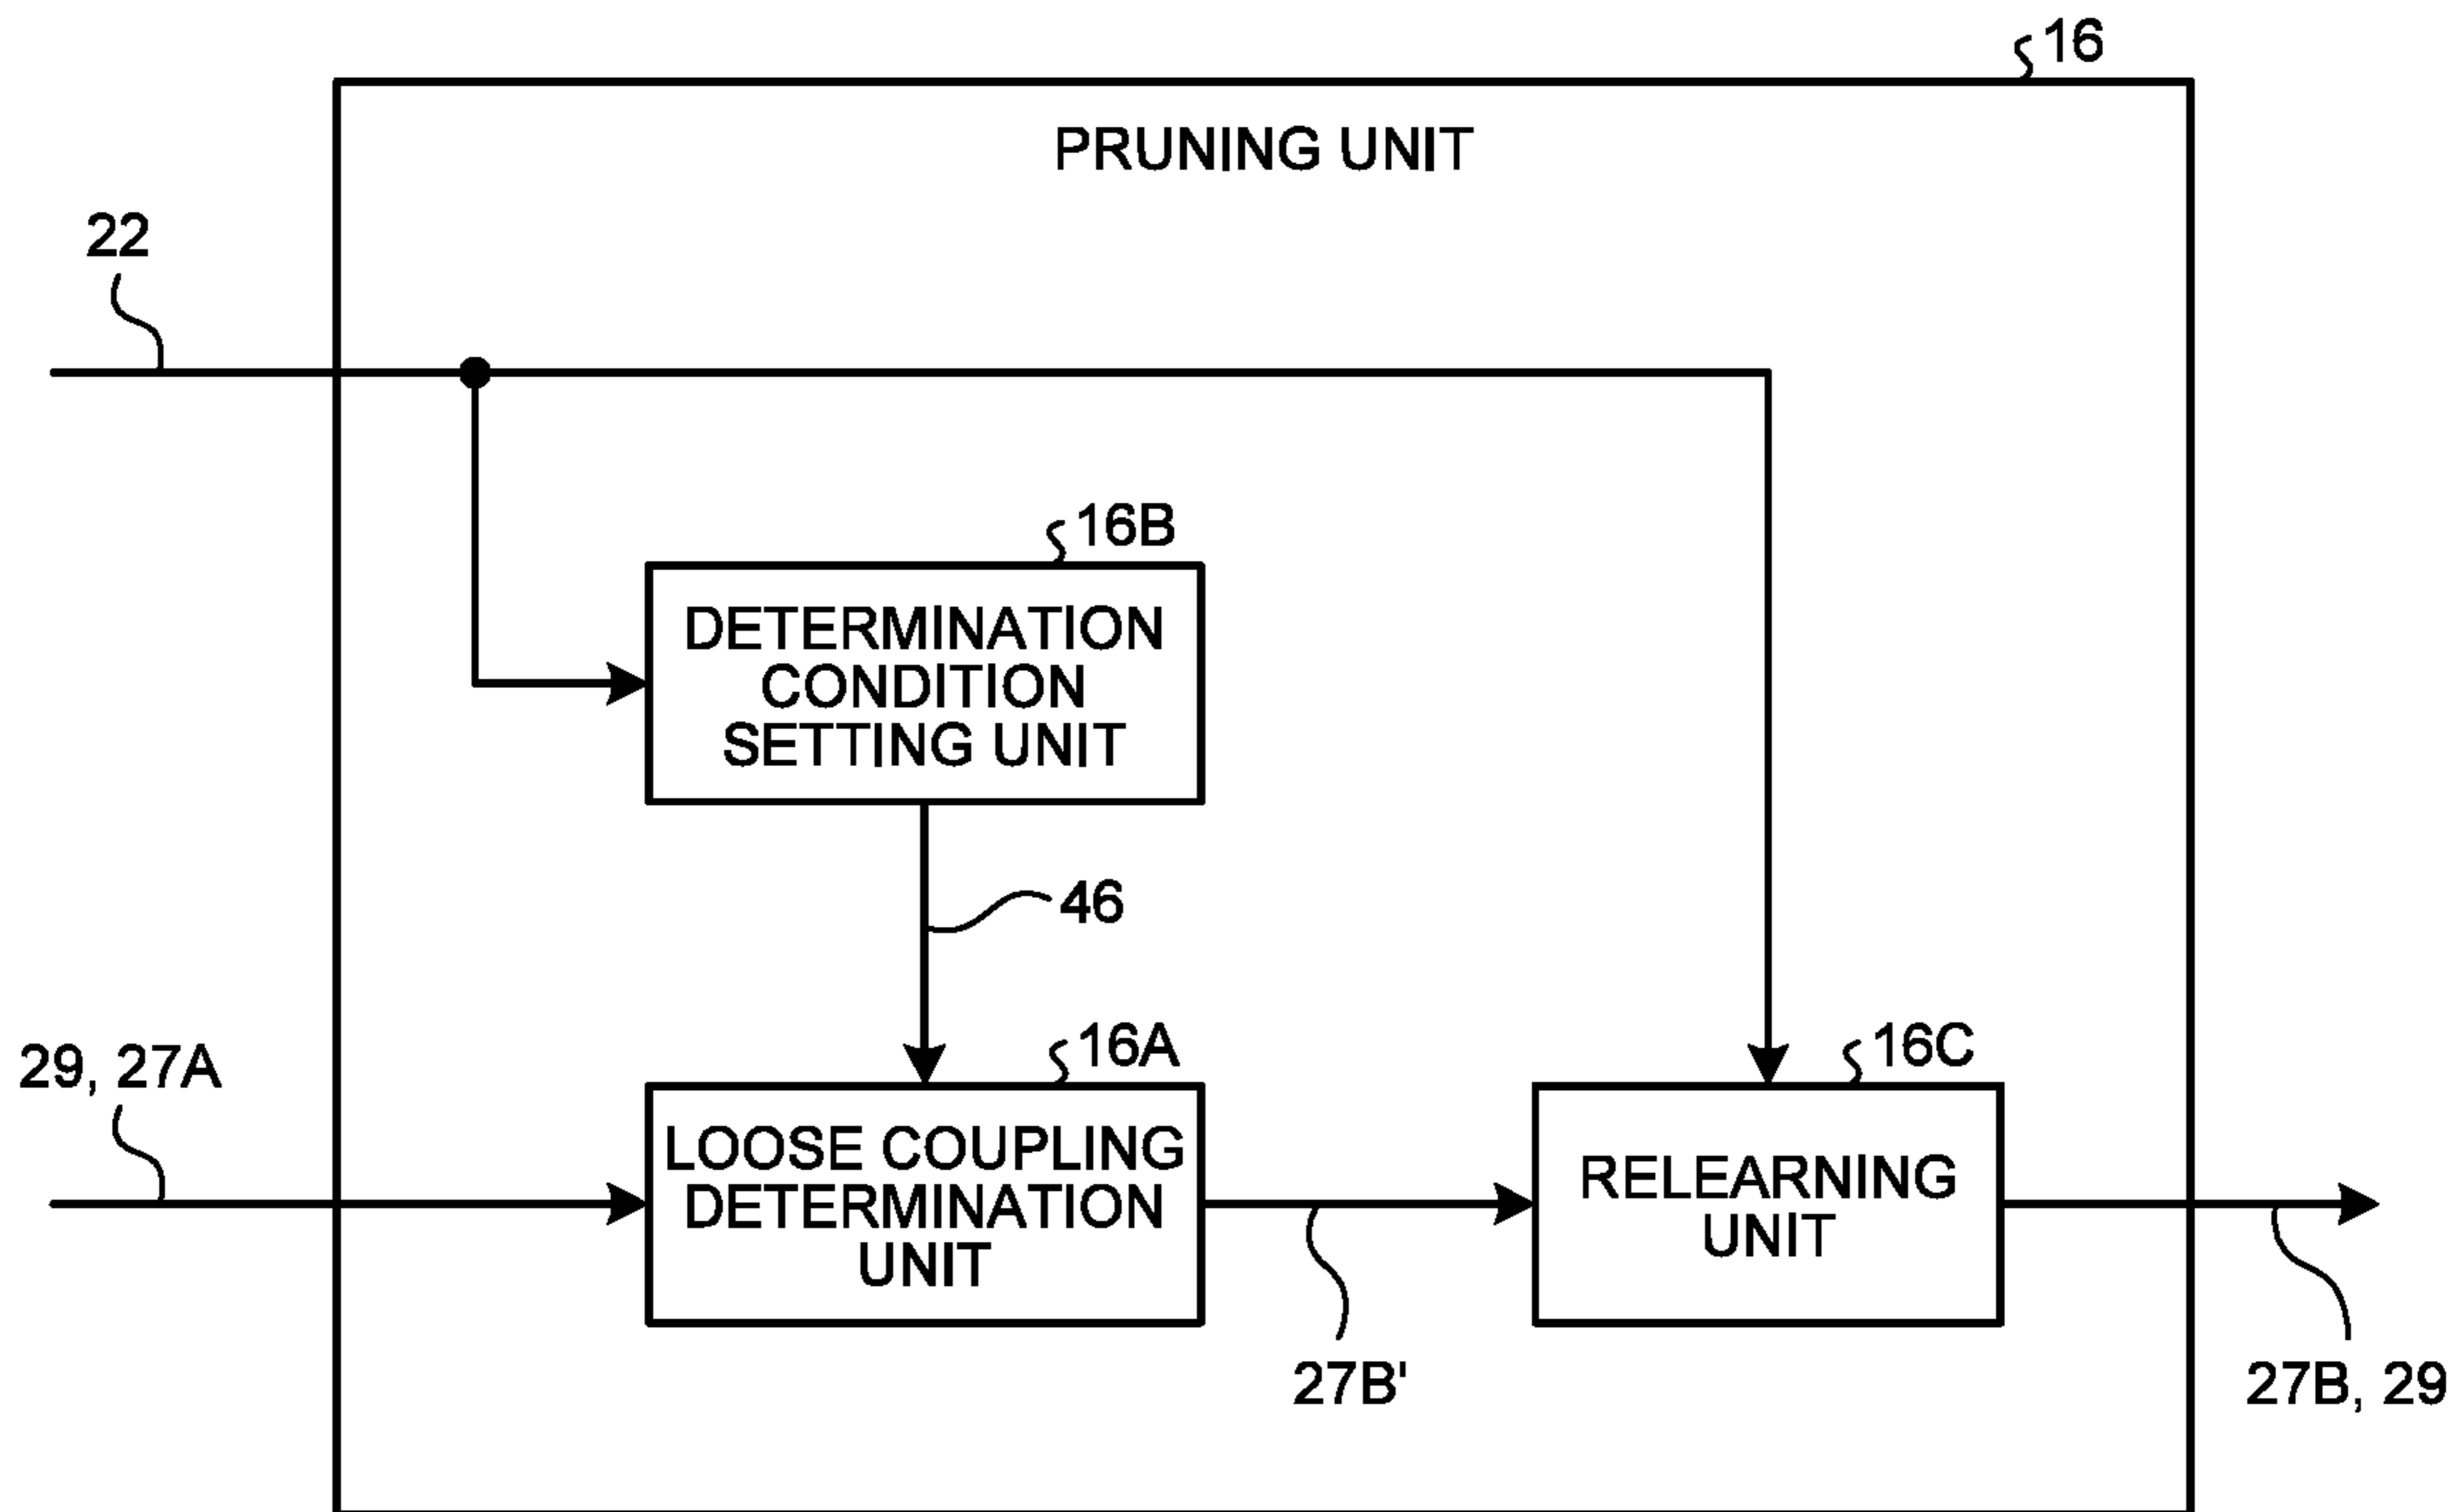 16
PRUNING UNIT
22
16B
DETERMINATION
CONDITION
SETTING UNIT
46
29, 27A
16A
16C
LOOSE COUPLING
DETERMINATION
UNIT
RELEARNING
UNIT
27B'
27B, 29